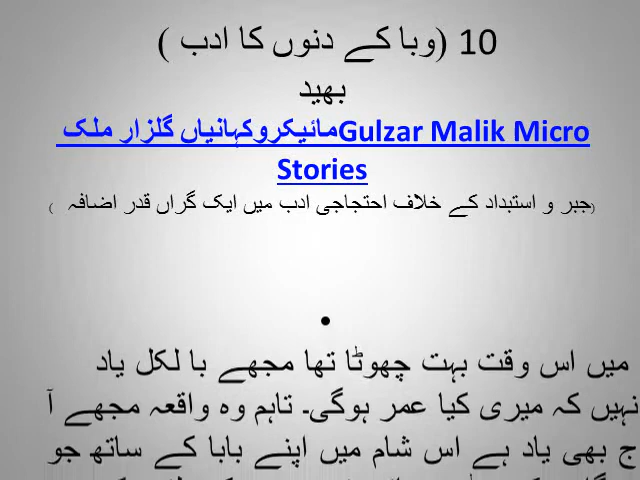 10 (وبا کے دنوں کا ادب )
بھید
مائیکروکہانیاں گلزار ملک Gulzar Malik Micro
Stories
(جبر و استبداد کے خلاف احتجاجی ادب میں ایک گراں قدر اضافہ )
•
میں اس وقت بہت چھوٹا تھا مجھے با لکل یاد
نہیں کہ میری کیا عمر ہوگی۔ تاہم وہ واقعہ مجھے آ
ج بھی یاد ہے اس شام میں اپنے بابا کے ساتھ جو